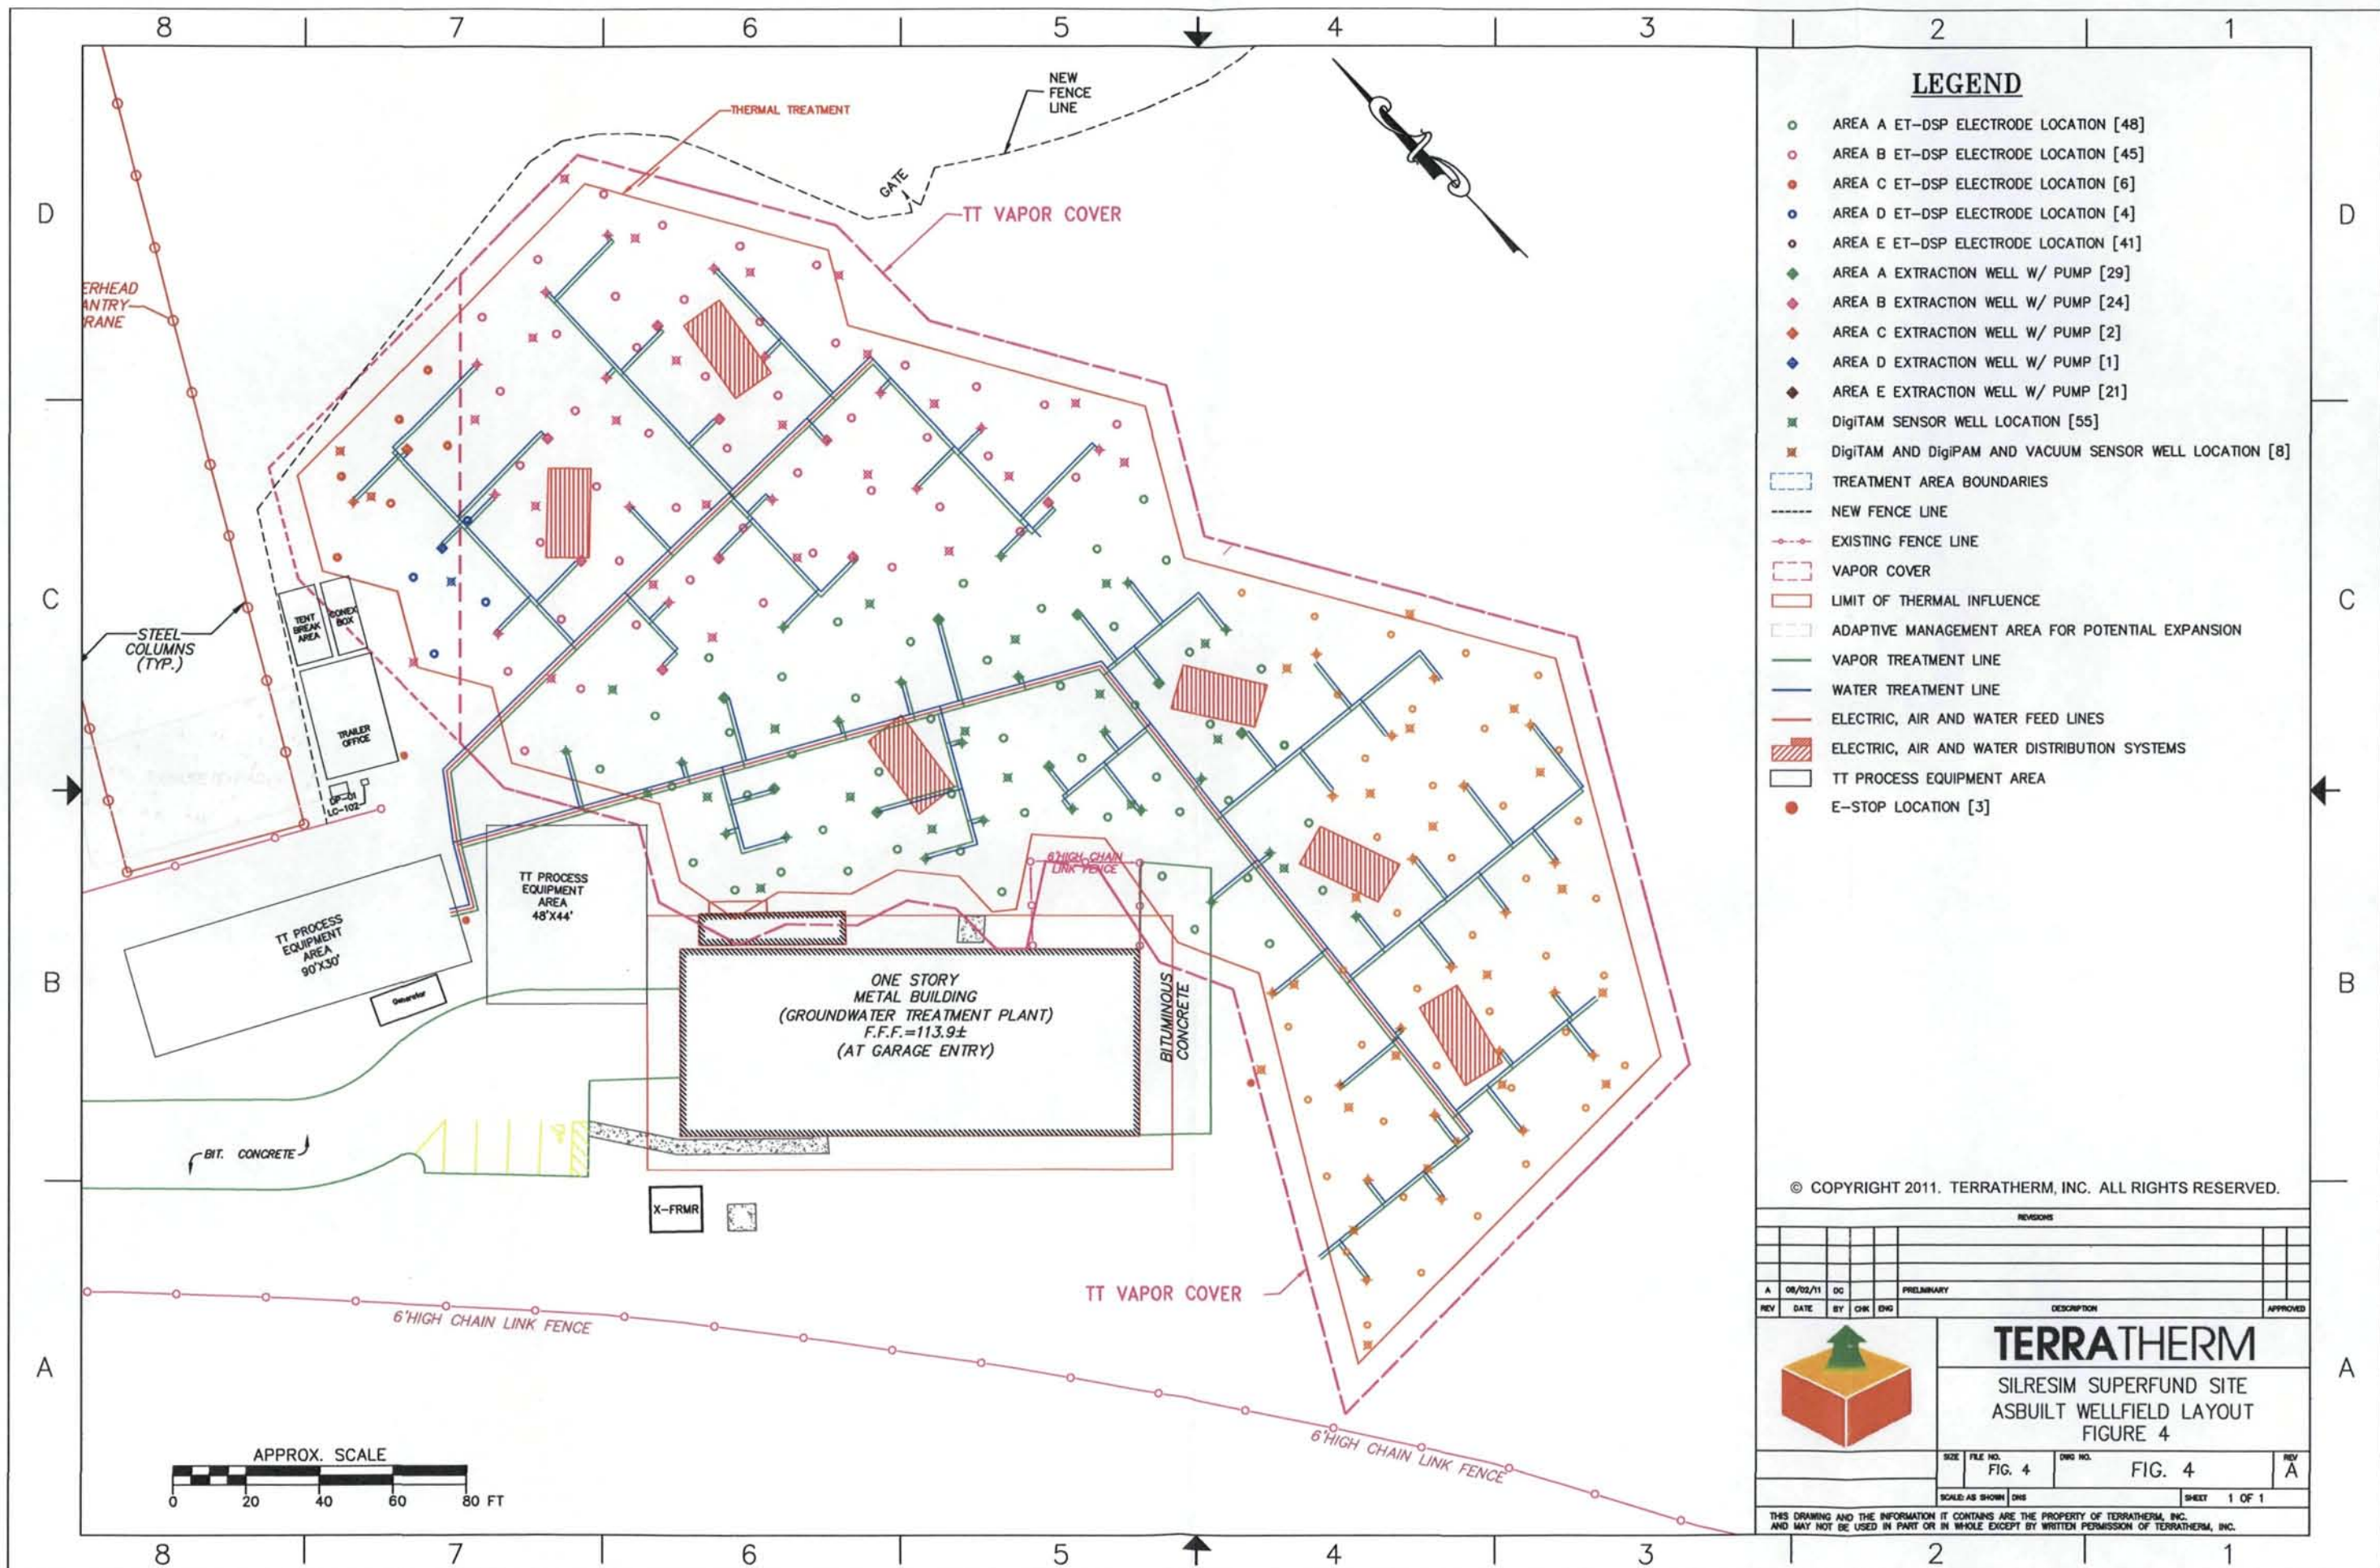 8 7 6 5 4 3 2 1
D
C
B
A
D
C
B
A
8 7 6 5 4 3 2 1
NEW
FENCE
LINE
THERMAL TREATMENT
GATE
TT VAPOR COVER
ERHEAD
ANTRY
RANE
STEEL
COLUMNS
(TYP.)
TENT
BREAK
AREA
CONEX
BOX
TRAILER
OFFICE
OP-01
LC-102
TT PROCESS
EQUIPMENT
AREA
90'X30'
Generator
TT PROCESS
EQUIPMENT
AREA
48'X44'
6'HIGH CHAIN
LINK FENCE
ONE STORY
METAL BUILDING
(GROUNDWATER TREATMENT PLANT)
F.F.F.=113.9±
(AT GARAGE ENTRY)
BITUMINOUS
CONCRETE
BIT. CONCRETE
X-FRMR
TT VAPOR COVER
6'HIGH CHAIN LINK FENCE
6'HIGH CHAIN LINK FENCE
APPROX. SCALE
0 20 40 60 80 FT
LEGEND
AREA A ET-DSP ELECTRODE LOCATION [48]
AREA B ET-DSP ELECTRODE LOCATION [45]
AREA C ET-DSP ELECTRODE LOCATION [6]
AREA D ET-DSP ELECTRODE LOCATION [4]
AREA E ET-DSP ELECTRODE LOCATION [41]
AREA A EXTRACTION WELL W/ PUMP [29]
AREA B EXTRACTION WELL W/ PUMP [24]
AREA C EXTRACTION WELL W/ PUMP [2]
AREA D EXTRACTION WELL W/ PUMP [1]
AREA E EXTRACTION WELL W/ PUMP [21]
DigiTAM SENSOR WELL LOCATION [55]
DigiTAM AND DigiPAM AND VACUUM SENSOR WELL LOCATION [8]
TREATMENT AREA BOUNDARIES
NEW FENCE LINE
EXISTING FENCE LINE
VAPOR COVER
LIMIT OF THERMAL INFLUENCE
ADAPTIVE MANAGEMENT AREA FOR POTENTIAL EXPANSION
VAPOR TREATMENT LINE
WATER TREATMENT LINE
ELECTRIC, AIR AND WATER FEED LINES
ELECTRIC, AIR AND WATER DISTRIBUTION SYSTEMS
TT PROCESS EQUIPMENT AREA
E-STOP LOCATION [3]
© COPYRIGHT 2011. TERRATHERM, INC. ALL RIGHTS RESERVED.
REVISIONS
A 08/02/11 DC PRELIMINARY
REV DATE BY CHK ENG DESCRIPTION APPROVED
TERRATHERM
SILRESIM SUPERFUND SITE
ASBUILT WELLFIELD LAYOUT
FIGURE 4
SIZE FILE NO. DWG NO. REV
FIG. 4 FIG. 4 A
SCALE: AS SHOWN DNS SHEET 1 OF 1
THIS DRAWING AND THE INFORMATION IT CONTAINS ARE THE PROPERTY OF TERRATHERM, INC.
AND MAY NOT BE USED IN PART OR IN WHOLE EXCEPT BY WRITTEN PERMISSION OF TERRATHERM, INC.